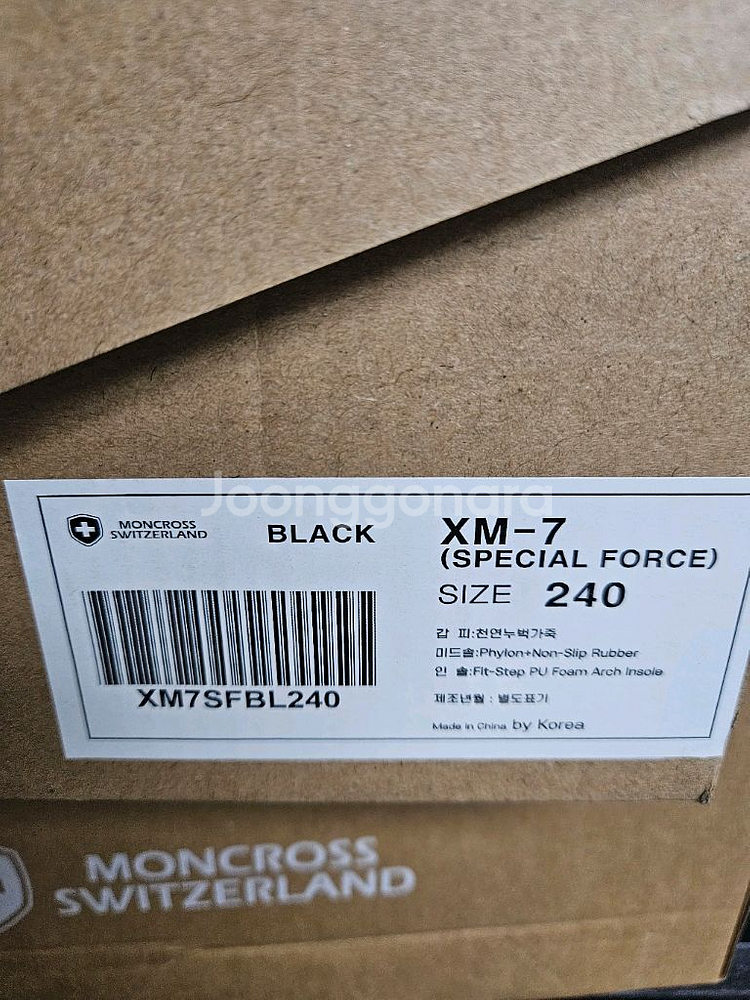 Joonggonara
MONCROSS
SWITZERLAND
BLACK
XM-7
(SPECIAL FORCE)
SIZE 240
XM7SFBL240
갑 피:천연누벅가죽
미드솔:Phylon+Non-Slip Rubber
인 솔:Fit-Step PU Foam Arch Insole
제조년월 : 별도표기
Made in China by Korea
MONCROSS
SWITZERLAND